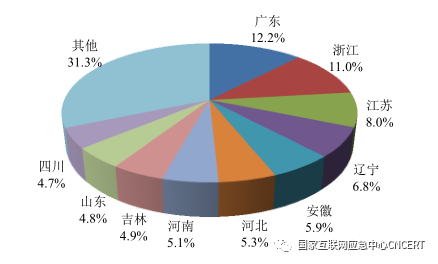 广东
12.2%
浙江
11.0%
江苏
8.0%
辽宁
6.8%
安徽
5.9%
河北
5.3%
河南
5.1%
吉林
4.9%
山东
4.8%
四川
4.7%
其他
31.3%
国家互联网应急中心CNCERT